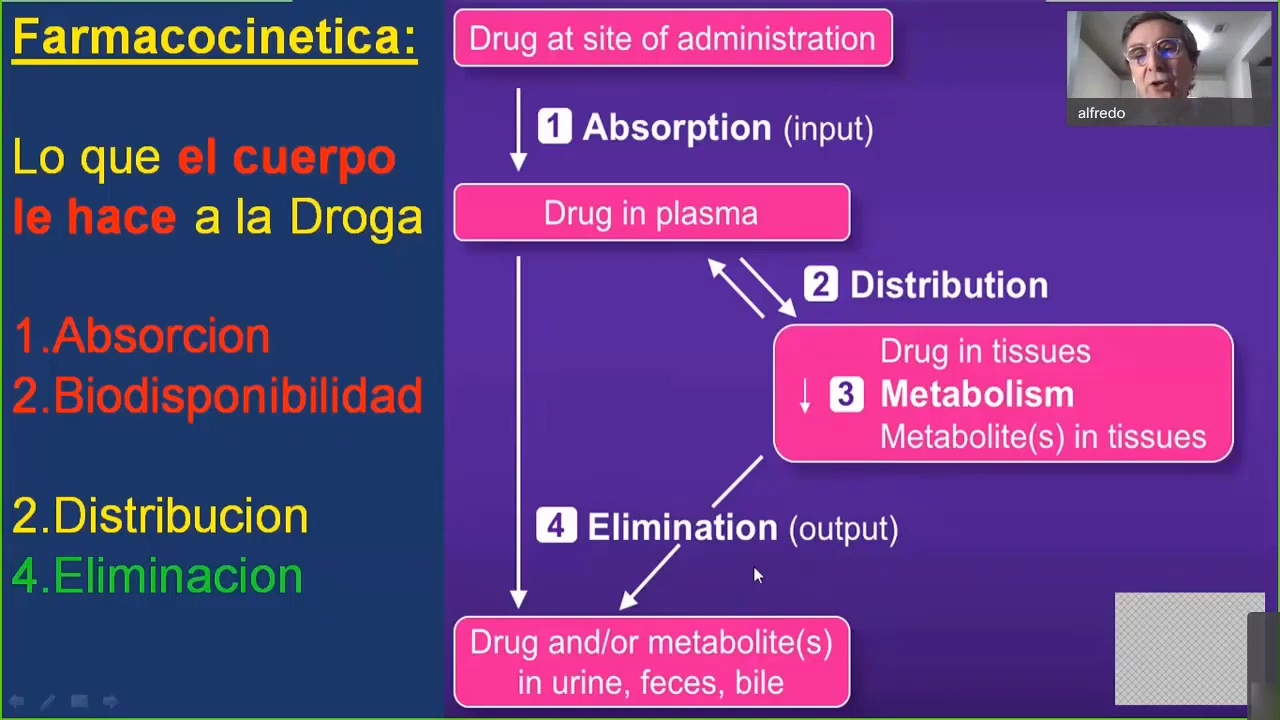 Farmacocinetica:
Lo que el cuerpo
le hace a la Droga
1.Absorcion
2.Biodisponibilidad
2.Distribucion
4.Eliminacion
Drug at site of administration
1 Absorption (input)
Drug in plasma
2 Distribution
Drug in tissues
3 Metabolism
Metabolite(s) in tissues
4 Elimination (output)
Drug and/or metabolite(s)
in urine, feces, bile
alfredo